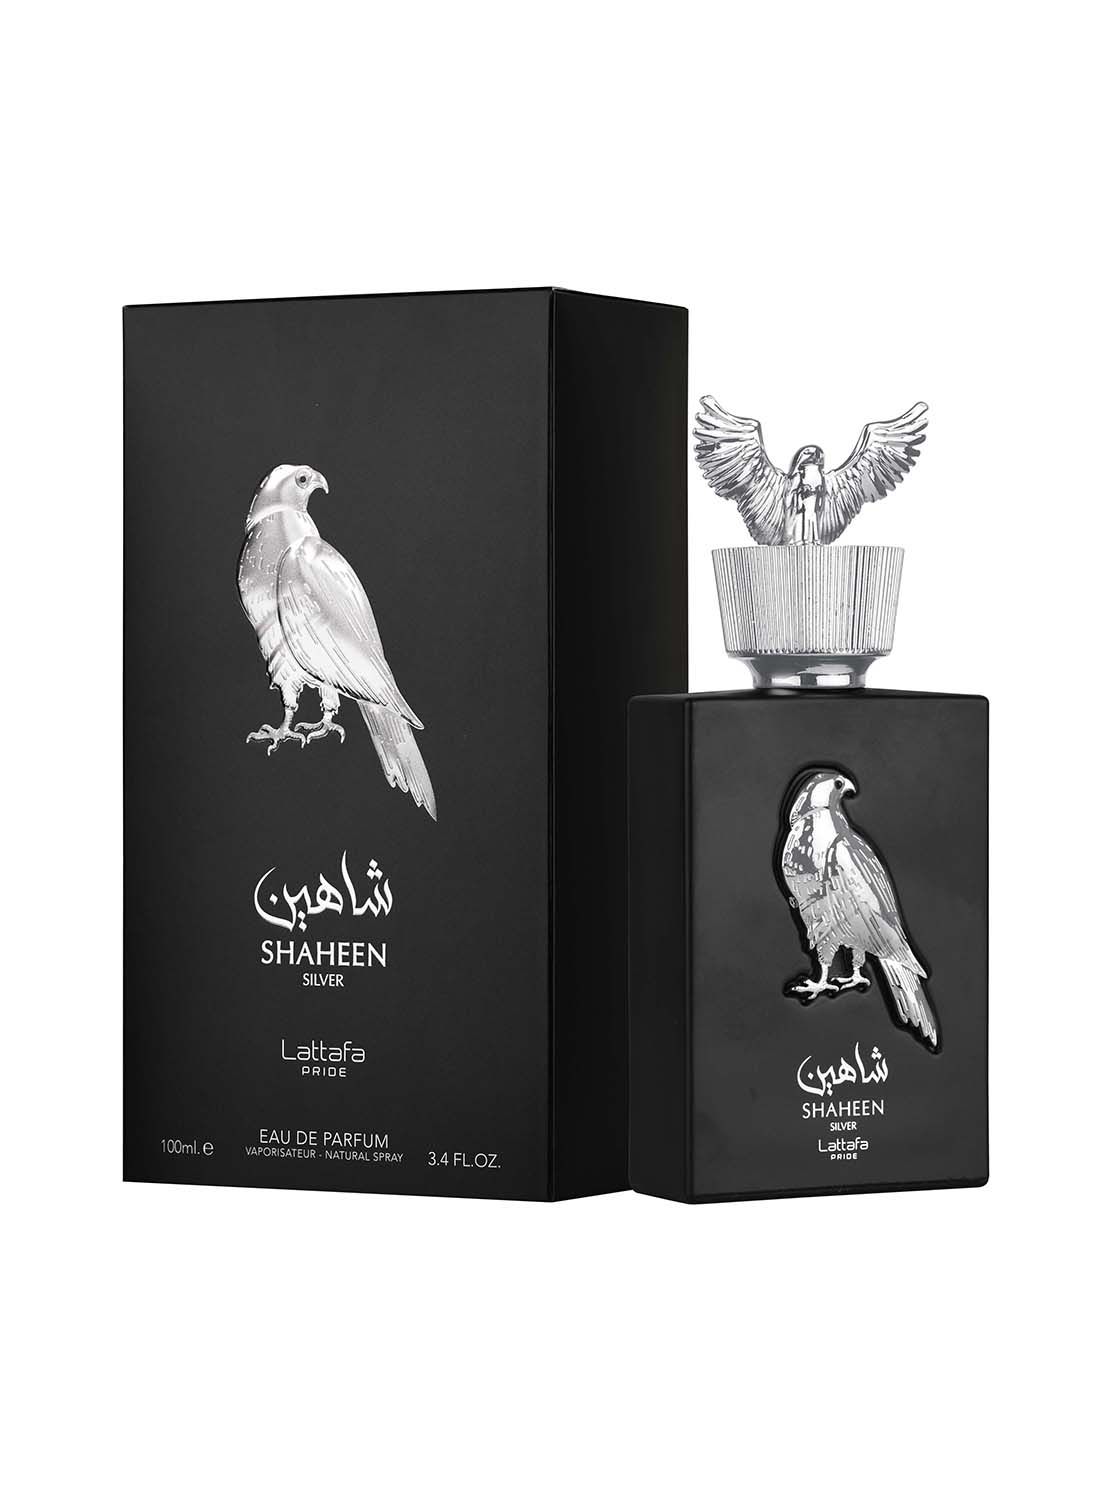 شاهين
SHAHEEN
SILVER
Lattafa
PRIDE
100ml. e
EAU DE PARFUM
VAPORISATEUR - NATURAL SPRAY
3.4 FL.OZ.
شاهين
SHAHEEN
SILVER
Lattafa
PRIDE